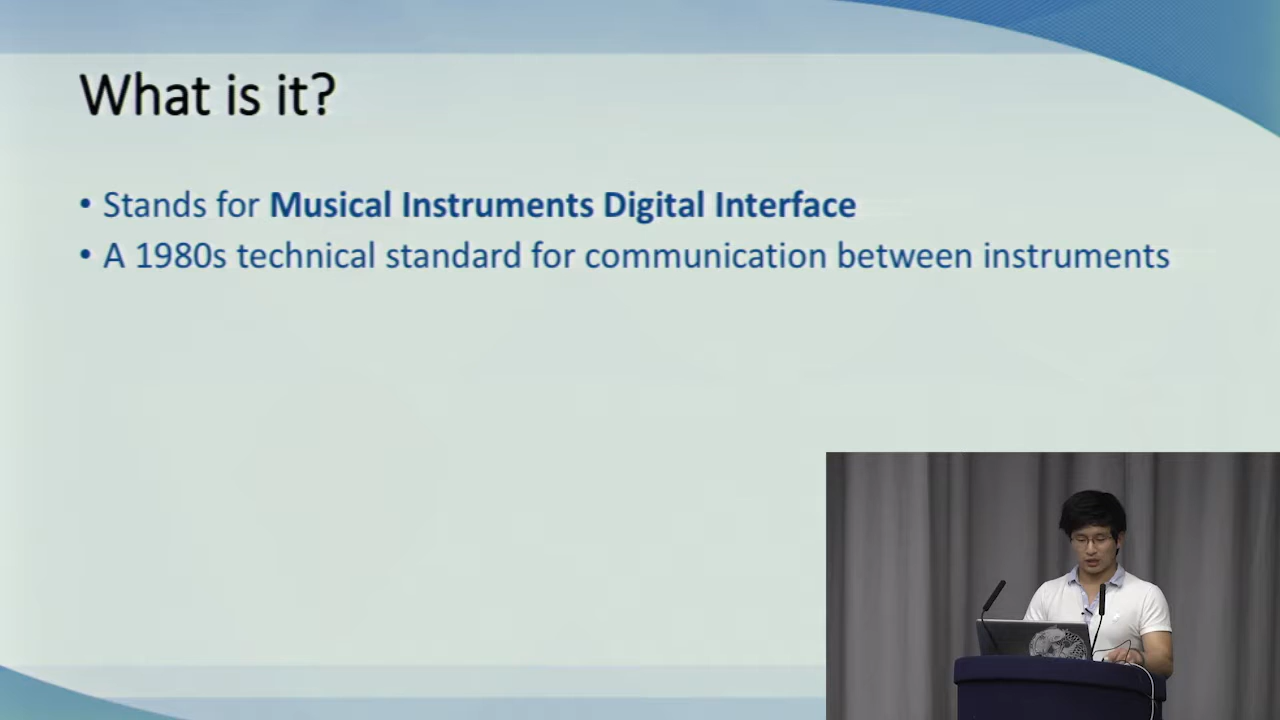 What is it?
• Stands for Musical Instruments Digital Interface
• A 1980s technical standard for communication between instruments